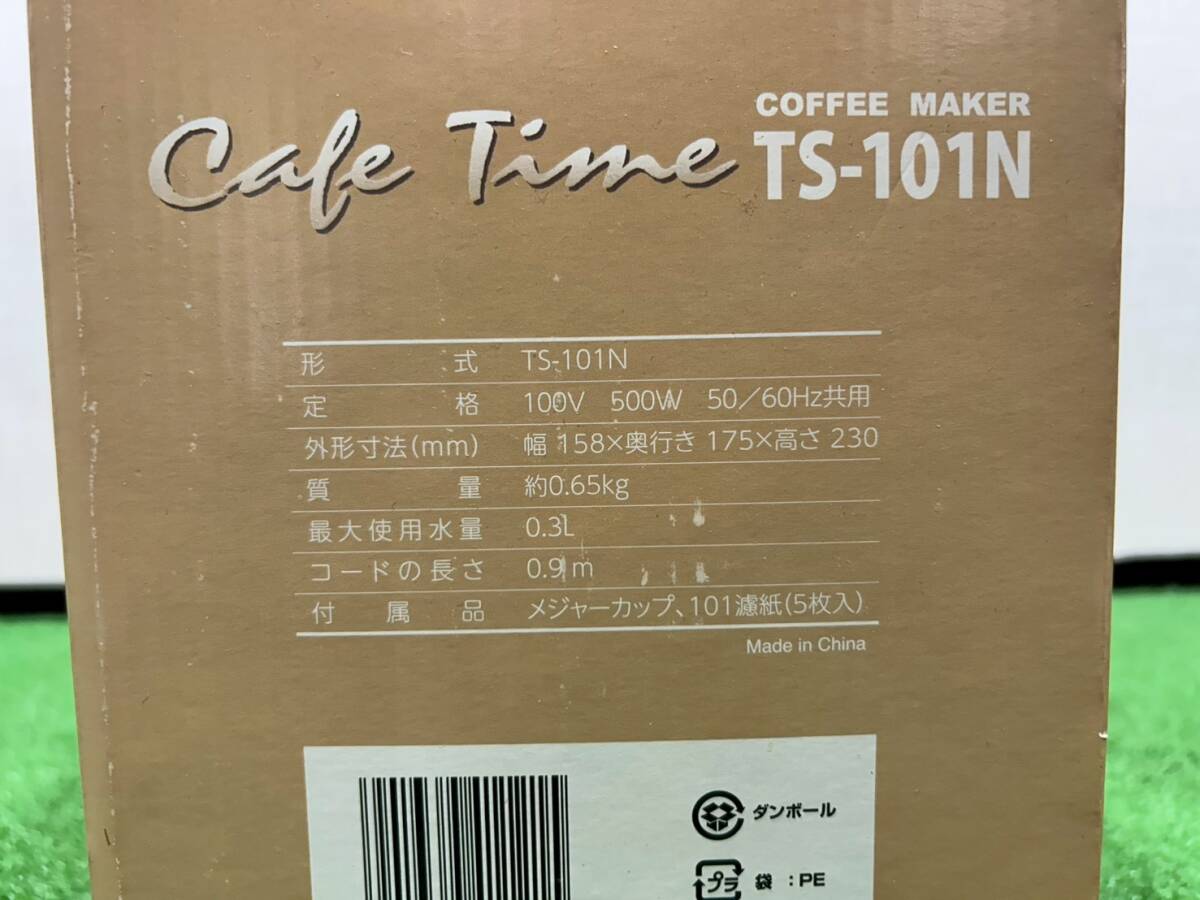 Cafe Time
COFFEE MAKER
TS-101N
形式 TS-101N
定格 100V 500W 50/60Hz共用
外形寸法(mm) 幅 158×奥行き 175×高さ 230
質量 約0.65kg
最大使用水量 0.3L
コードの長さ 0.9m
付属品 メジャーカップ、101濾紙(5枚入)
Made in China
ダンボール
プラ 袋 : PE